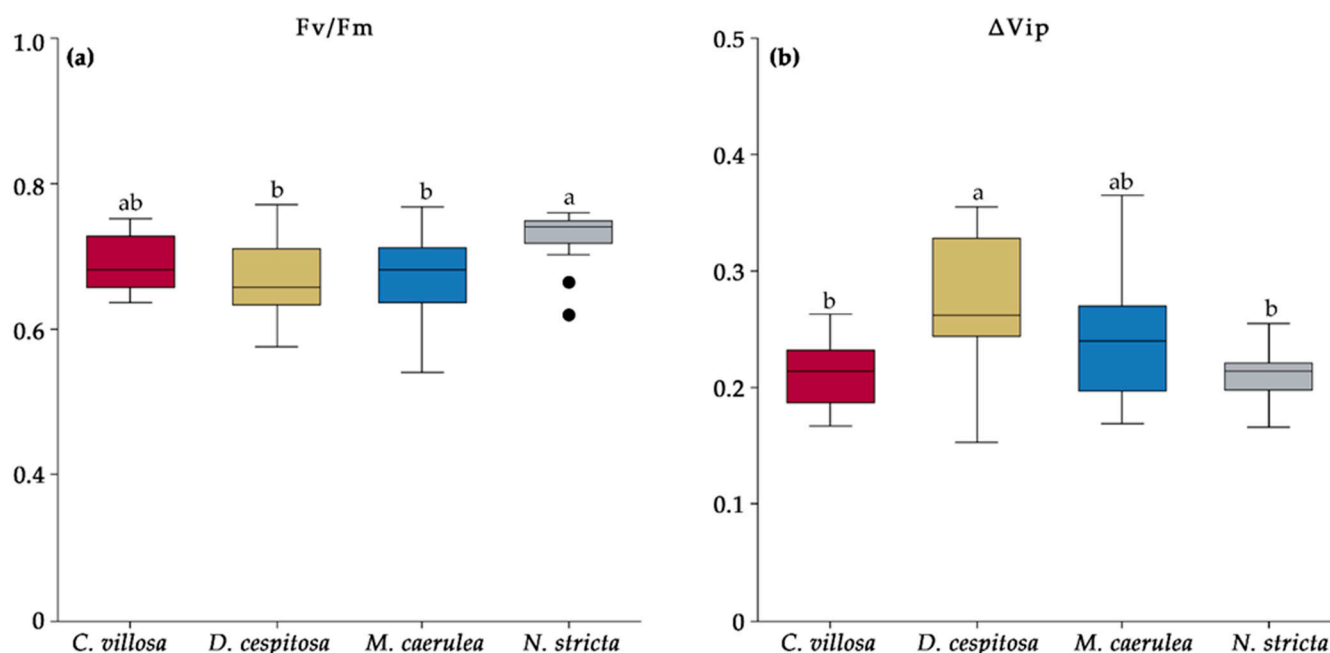 Fv/Fm
(a)
1.0
0.8
0.6
0.4
0
ab
b
b
a
C. villosa
D. cespitosa
M. caerulea
N. stricta
ΔVip
(b)
0.5
0.4
0.3
0.2
0.1
0
b
a
ab
b
C. villosa
D. cespitosa
M. caerulea
N. stricta